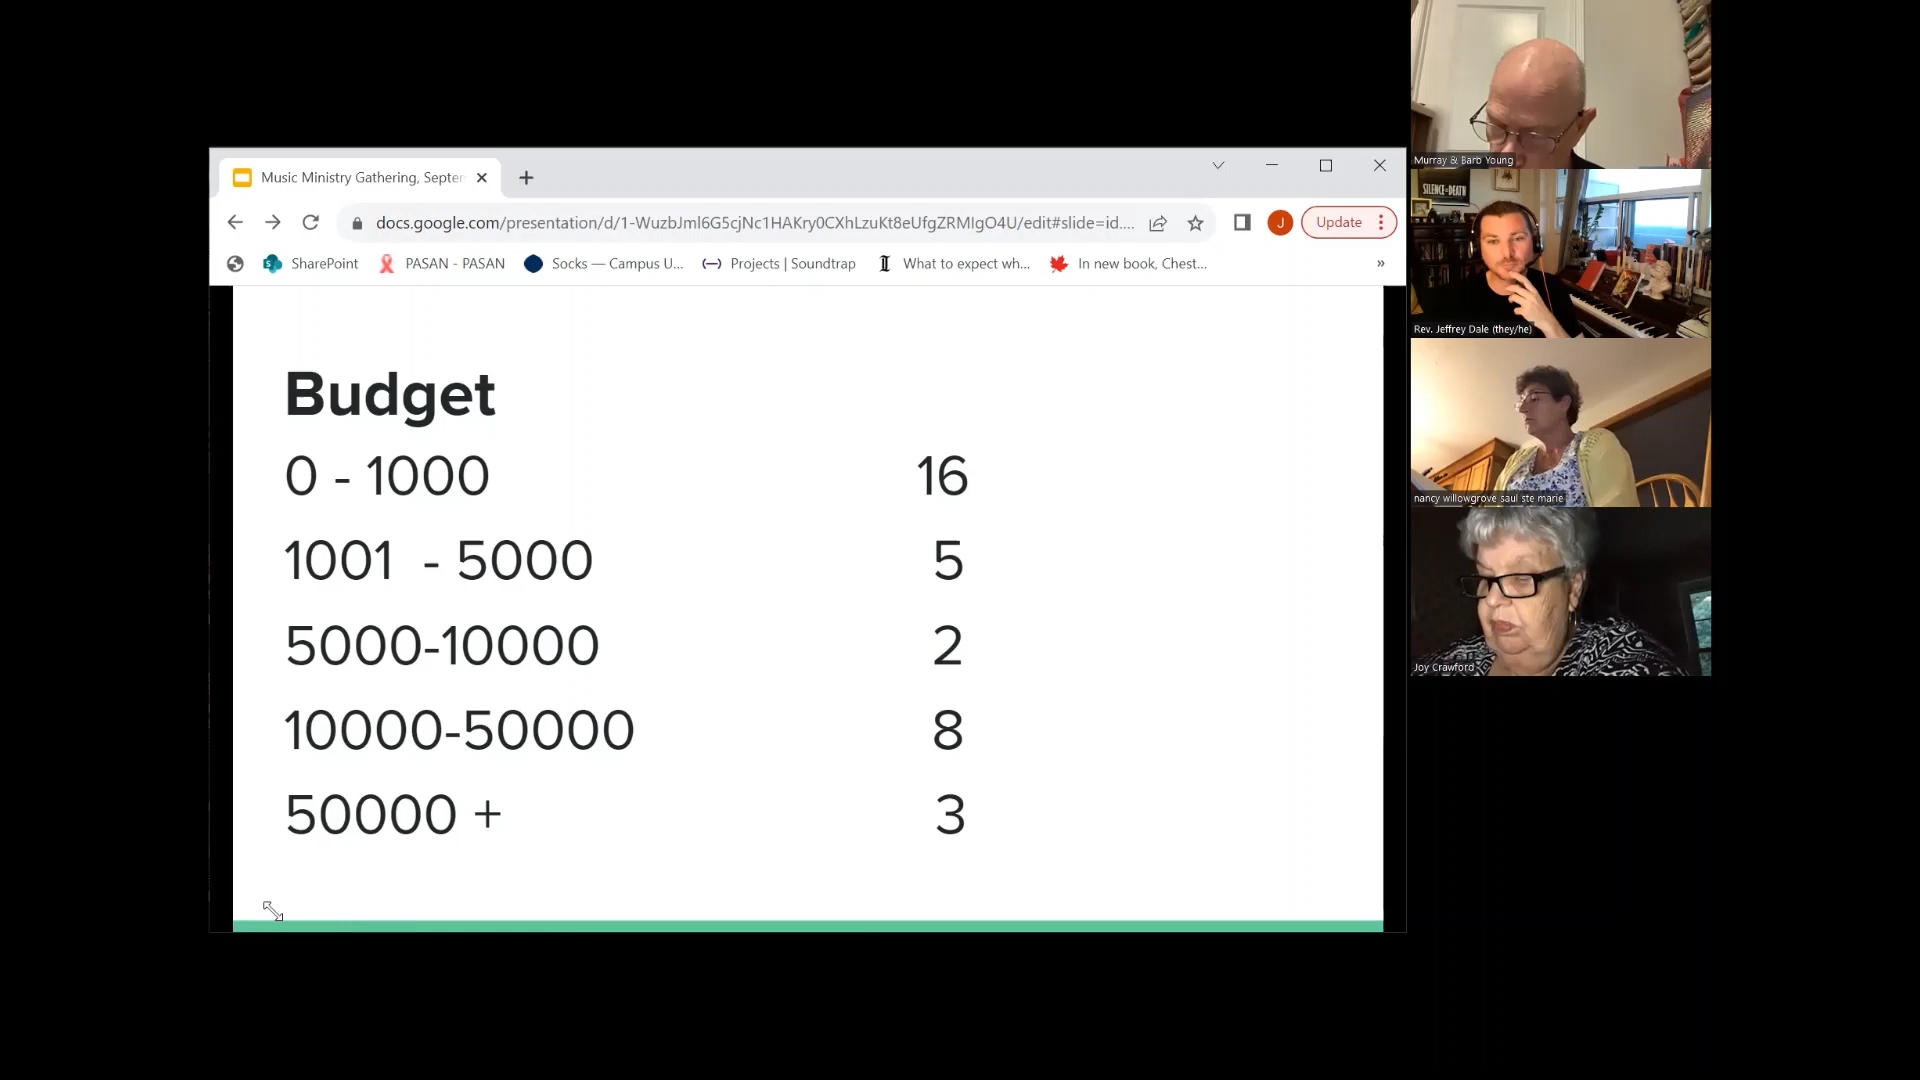 Music Ministry Gathering, Septem
docs.google.com/presentation/d/1-WuzbJml6G5cjNc1HAKry0CXhLzuKt8eUfgZRMIgO4U/edit#slide=id....
J
Update
SharePoint
PASAN - PASAN
Socks — Campus U...
Projects | Soundtrap
What to expect wh...
In new book, Chest...
»
Budget
0 - 1000 16
1001 - 5000 5
5000-10000 2
10000-50000 8
50000 + 3
Murray & Barb Young
SILENCE=DEATH
Rev. Jeffrey Dale (they/he)
nancy willowgrove saul ste marie
Joy Crawford